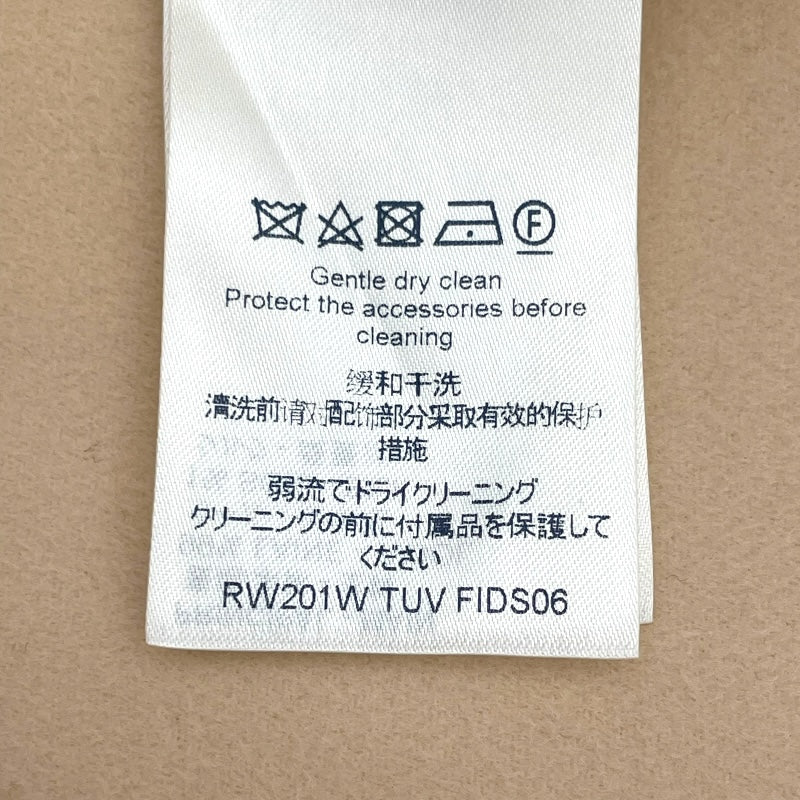 F
Gentle dry clean
Protect the accessories before
cleaning
缓和干洗
清洗前请对配饰部分采取有效的保护
措施
弱流でドライクリーニング
クリーニングの前に付属品を保護して
ください
RW201W TUV FIDS06